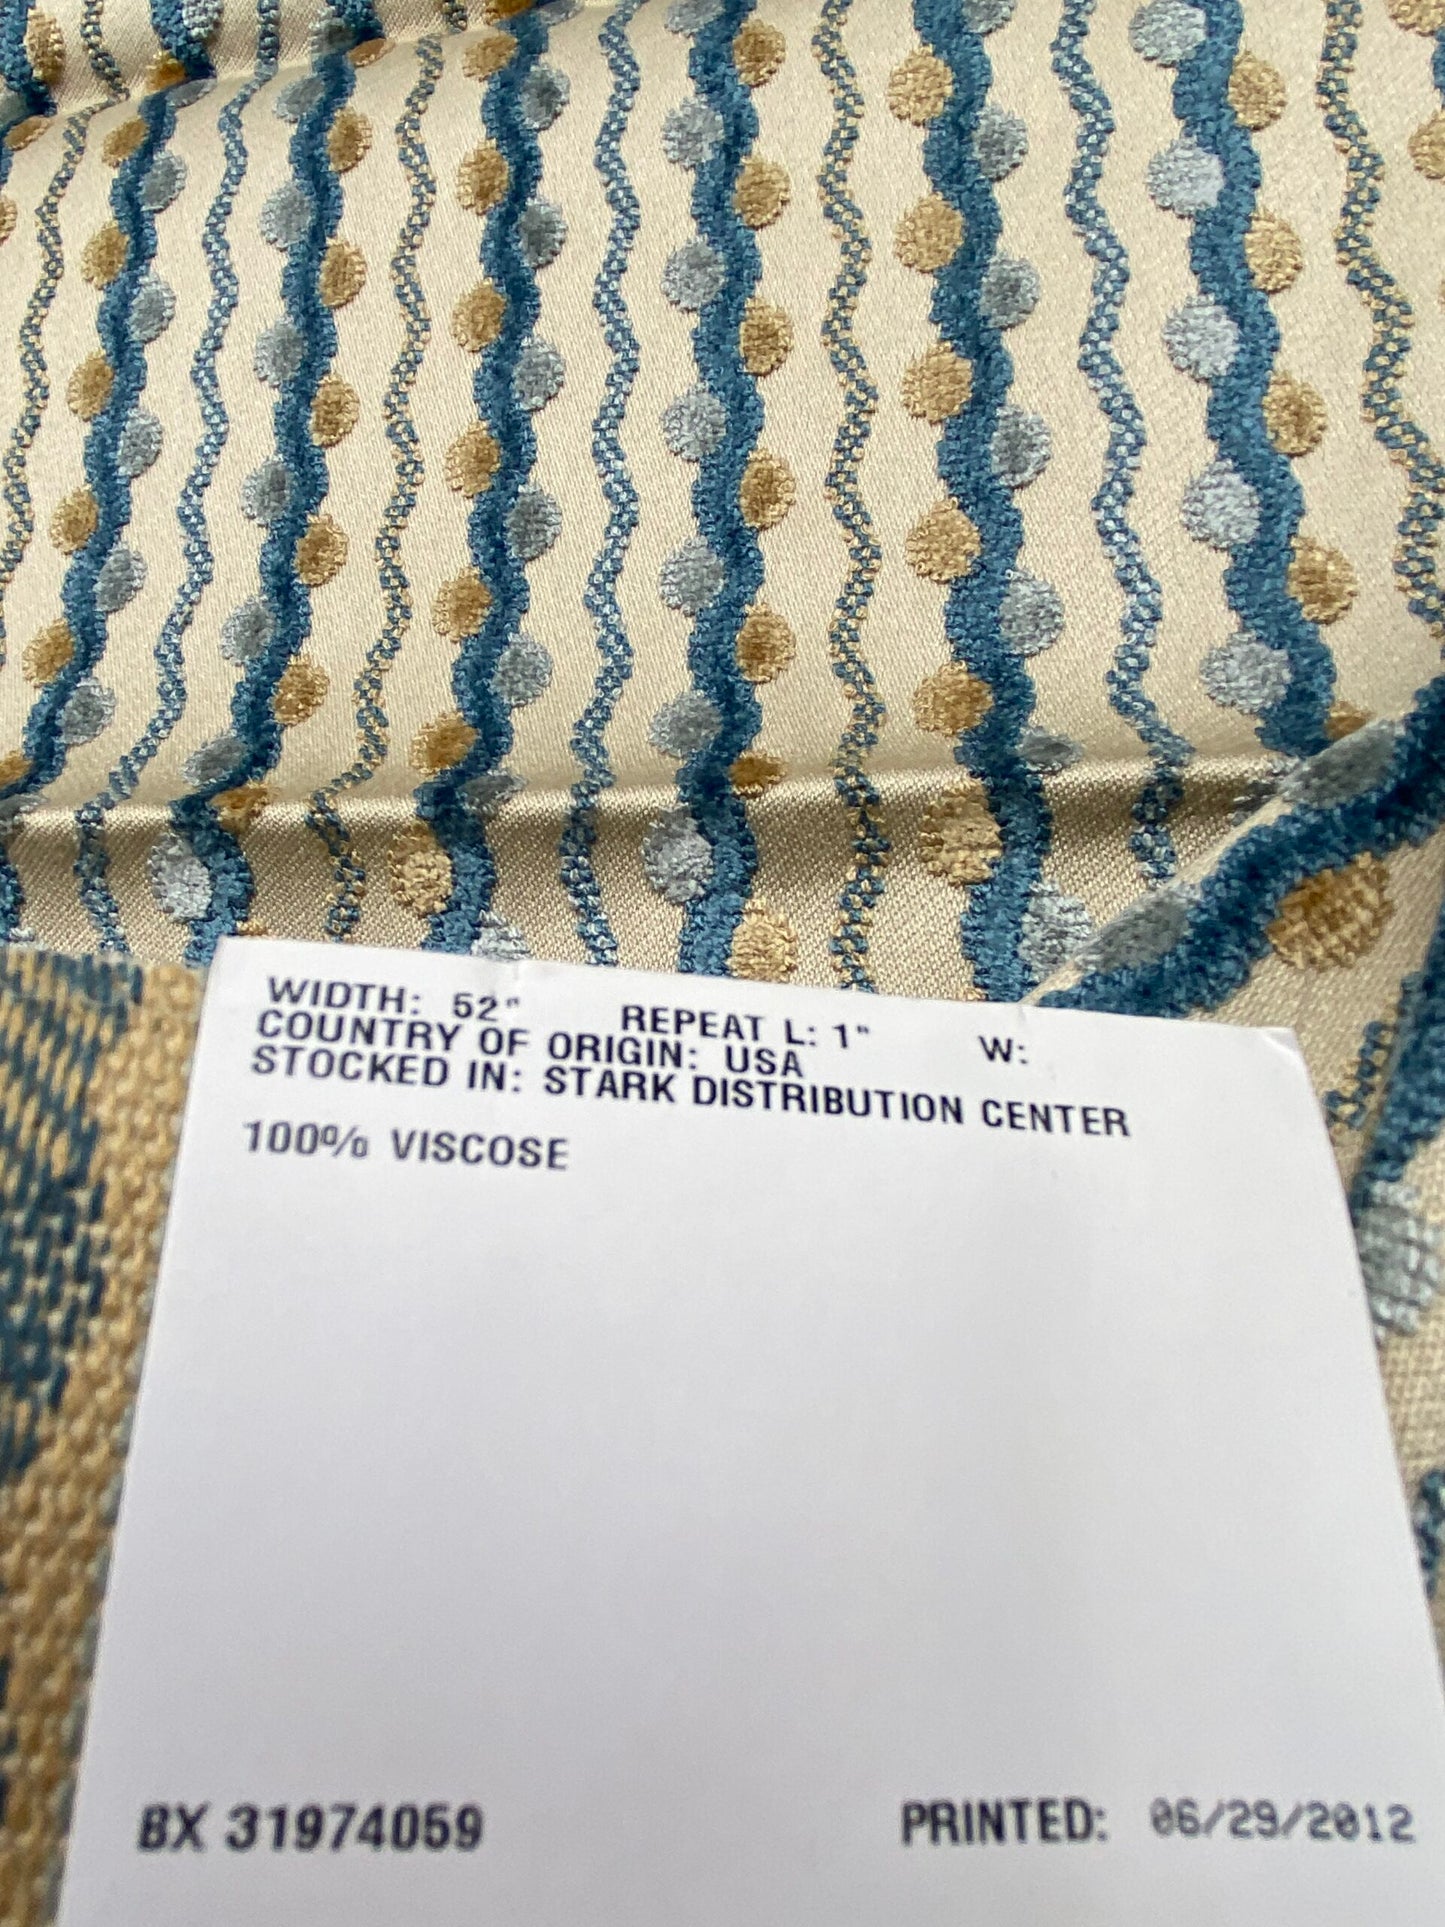 WIDTH: 52" REPEAT L: 1" W:
COUNTRY OF ORIGIN: USA
STOCKED IN: STARK DISTRIBUTION CENTER
100% VISCOSE
BX 31974059 PRINTED: 06/29/2012